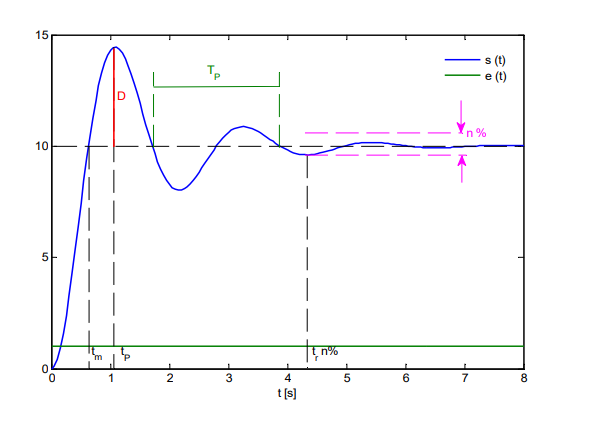 15
s (t)
e (t)
T_P
D
n %
10
5
t_m
t_P
t_r n%
0
0 1 2 3 4 5 6 7 8
t [s]